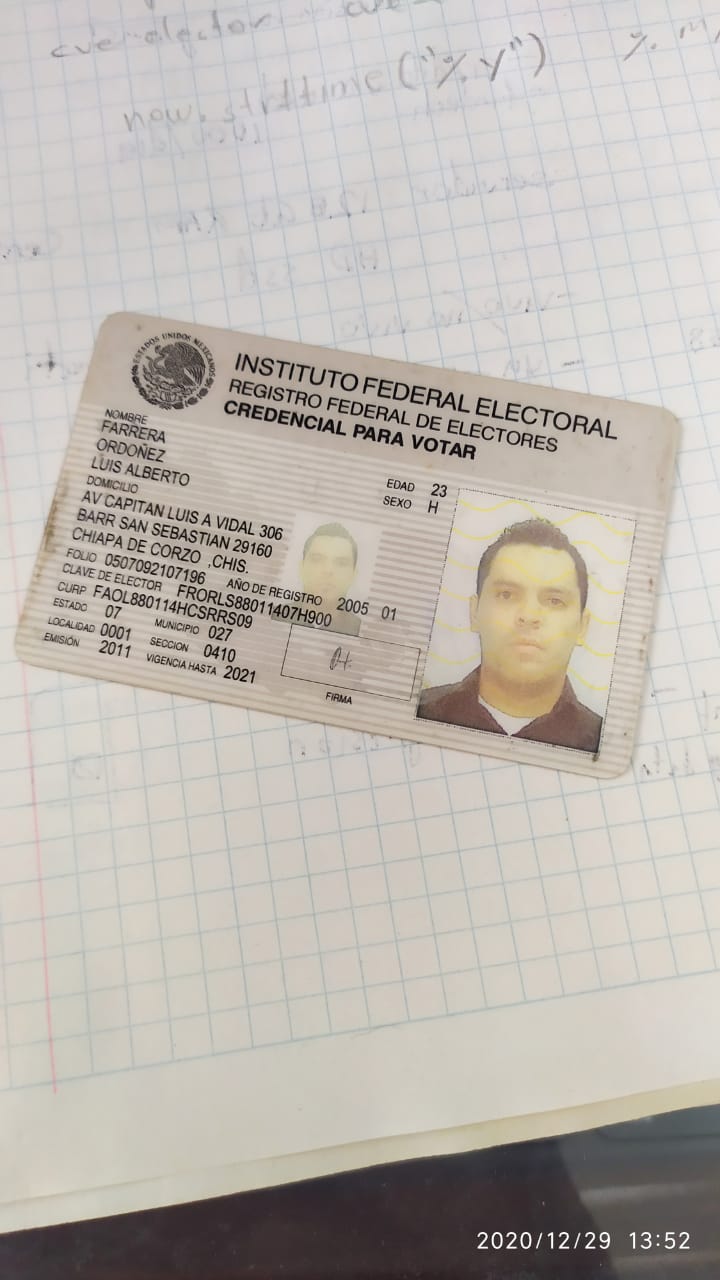 cve elector cve
now.strftime("%Y") %m
ESTADOS UNIDOS MEXICANOS
INSTITUTO FEDERAL ELECTORAL
REGISTRO FEDERAL DE ELECTORES
CREDENCIAL PARA VOTAR
NOMBRE
FARRERA
ORDOÑEZ
LUIS ALBERTO
EDAD 23
SEXO H
DOMICILIO
AV CAPITAN LUIS A VIDAL 306
BARR SAN SEBASTIAN 29160
CHIAPA DE CORZO ,CHIS.
FOLIO 0507092107196 AÑO DE REGISTRO 2005 01
CLAVE DE ELECTOR FRORLS88011407H900
CURP FAOL880114HCSRRS09
ESTADO 07 MUNICIPIO 027
LOCALIDAD 0001 SECCION 0410
EMISIÓN 2011 VIGENCIA HASTA 2021
FIRMA
2020/12/29 13:52